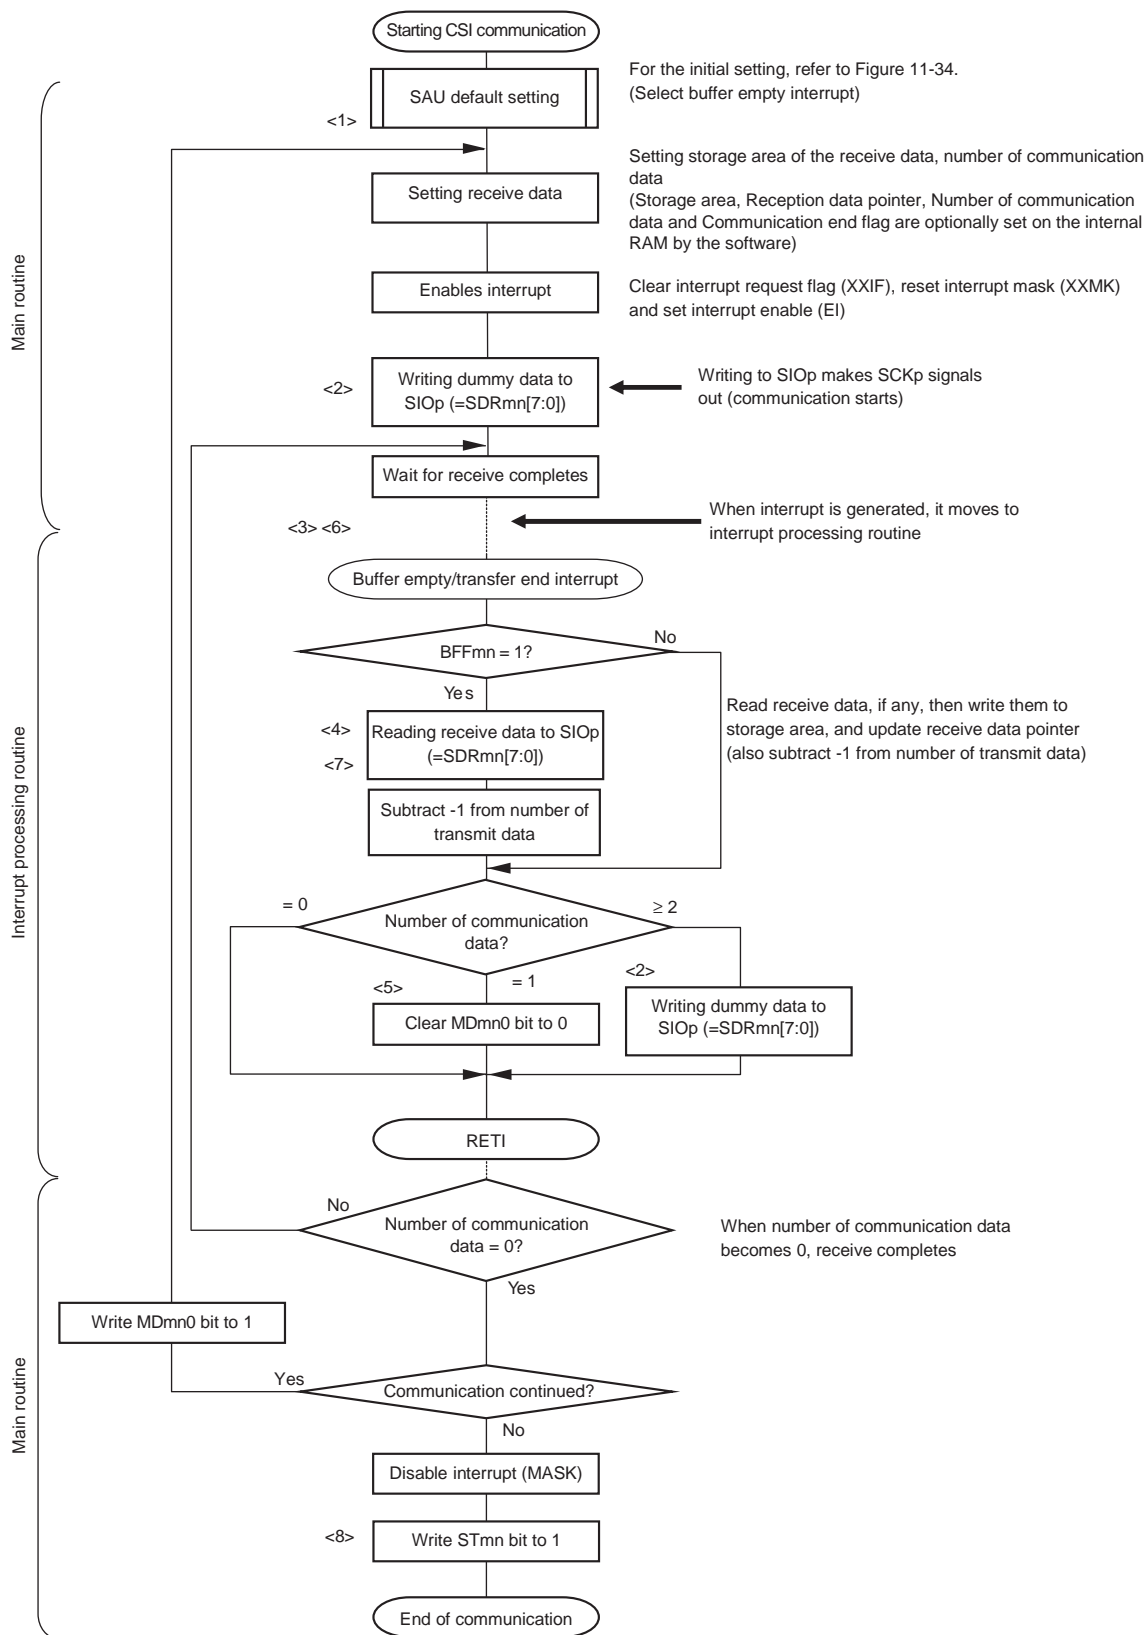 Starting CSI communication
SAU default setting
For the initial setting, refer to Figure 11-34.
(Select buffer empty interrupt)
<1>
Setting receive data
Setting storage area of the receive data, number of communication
data
(Storage area, Reception data pointer, Number of communication
data and Communication end flag are optionally set on the internal
RAM by the software)
Main routine
Enables interrupt
Clear interrupt request flag (XXIF), reset interrupt mask (XXMK)
and set interrupt enable (EI)
<2>
Writing dummy data to
SIOp (=SDRmn[7:0])
Writing to SIOp makes SCKp signals
out (communication starts)
Wait for receive completes
<3> <6>
When interrupt is generated, it moves to
interrupt processing routine
Buffer empty/transfer end interrupt
BFFmn = 1?
No
Yes
<4>
<7>
Reading receive data to SIOp
(=SDRmn[7:0])
Read receive data, if any, then write them to
storage area, and update receive data pointer
(also subtract -1 from number of transmit data)
Subtract -1 from number of
transmit data
Interrupt processing routine
= 0
Number of communication
data?
≥ 2
= 1
<5>
Clear MDmn0 bit to 0
<2>
Writing dummy data to
SIOp (=SDRmn[7:0])
RETI
No
Number of communication
data = 0?
When number of communication data
becomes 0, receive completes
Yes
Write MDmn0 bit to 1
Yes
Communication continued?
No
Main routine
Disable interrupt (MASK)
<8>
Write STmn bit to 1
End of communication